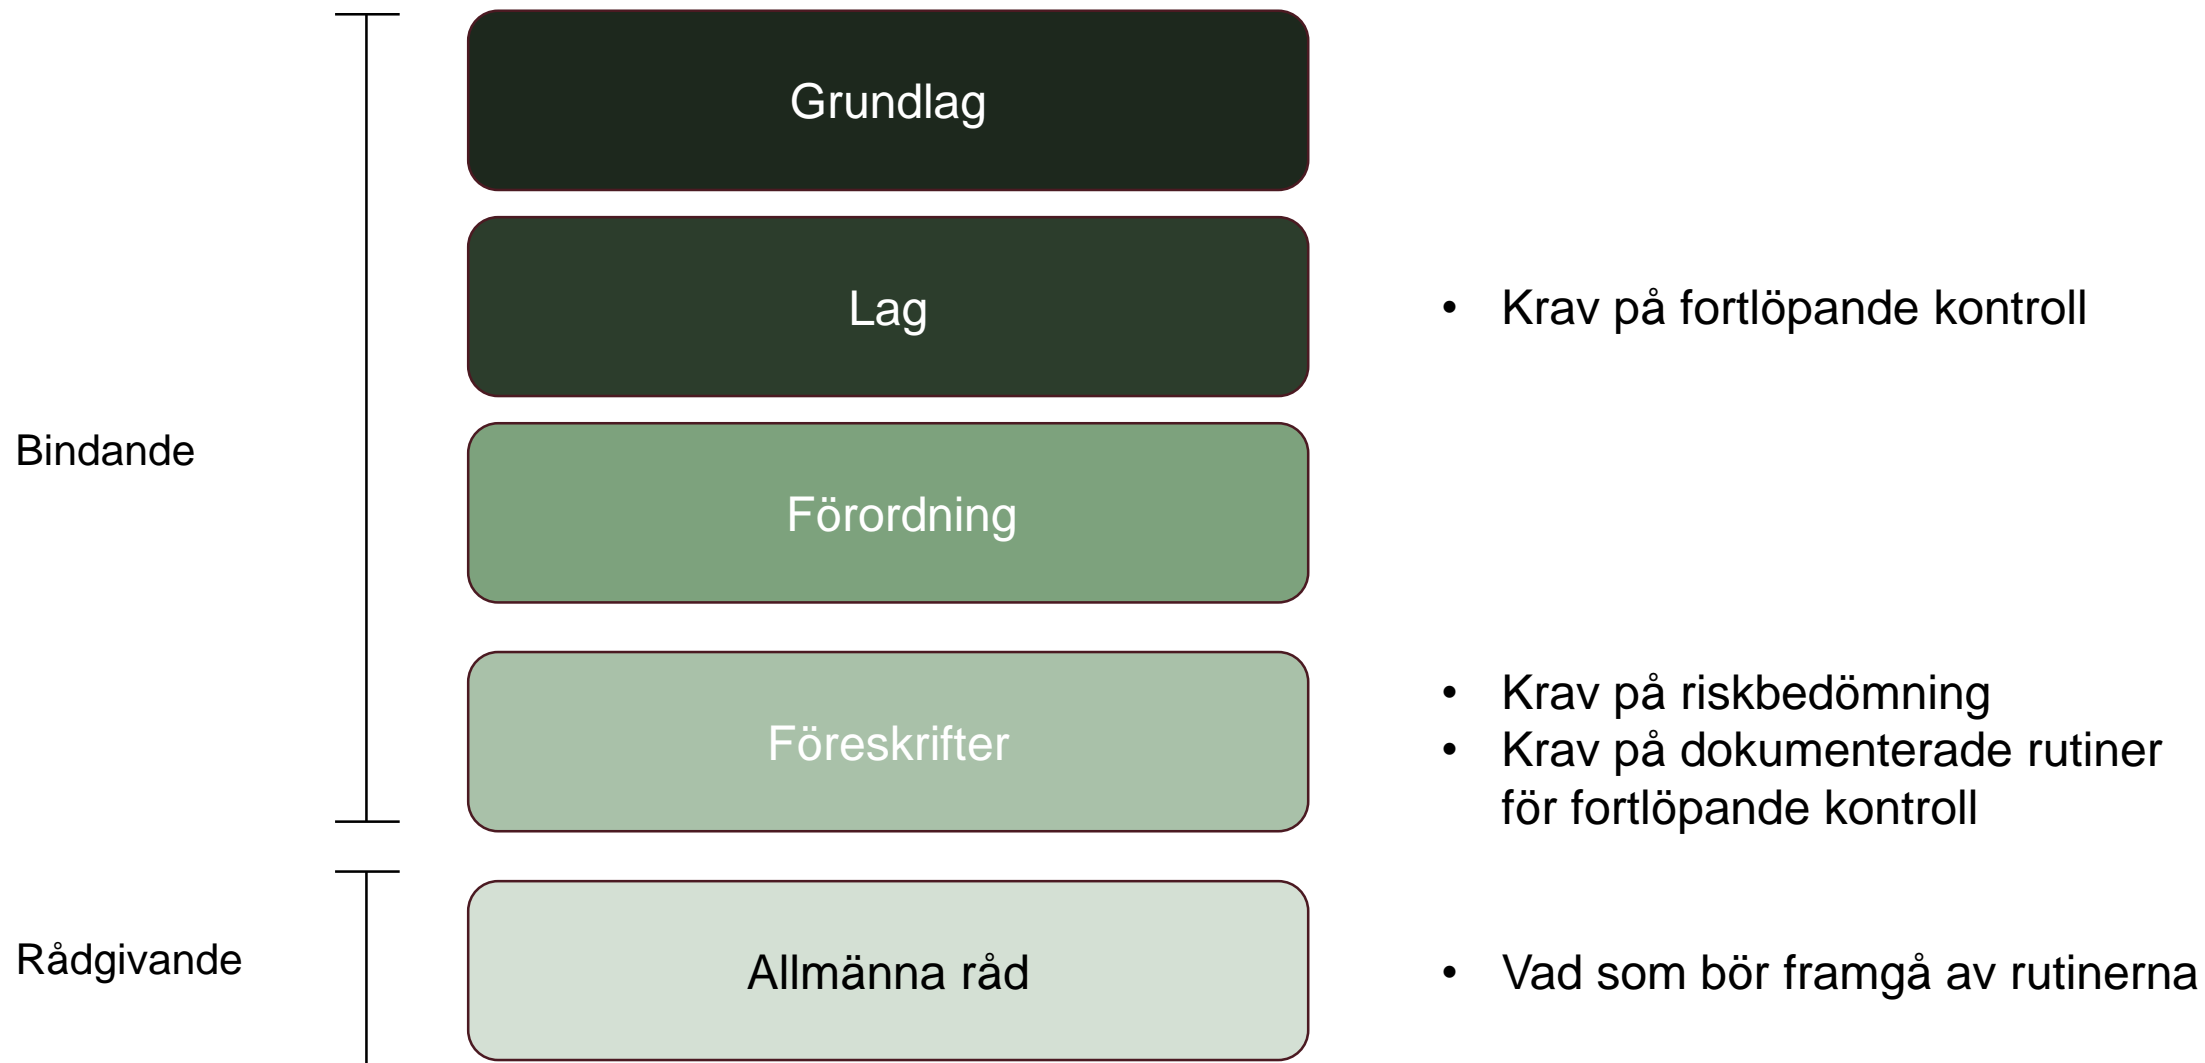 Grundlag
Lag
• Krav på fortlöpande kontroll
Bindande
Förordning
Föreskrifter
• Krav på riskbedömning
• Krav på dokumenterade rutiner
för fortlöpande kontroll
Rådgivande
Allmänna råd
• Vad som bör framgå av rutinerna